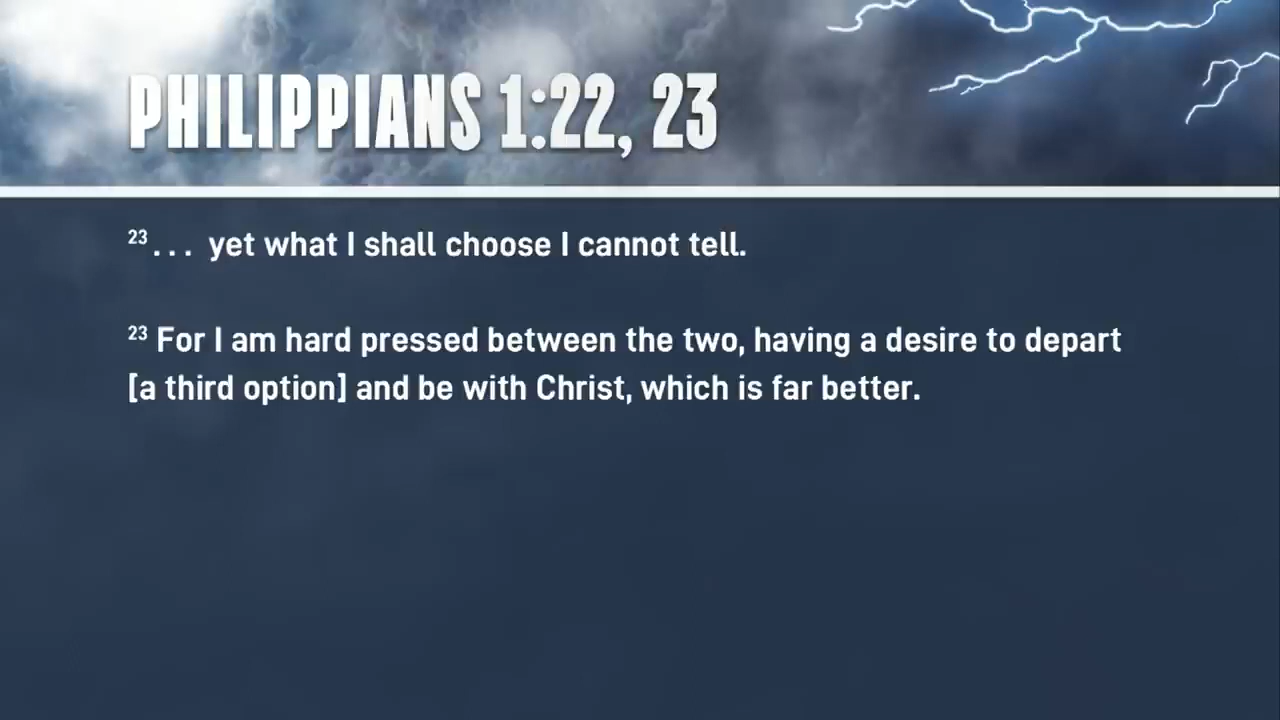 PHILIPPIANS 1:22, 23
23... yet what I shall choose I cannot tell.
23 For I am hard pressed between the two, having a desire to depart
[a third option] and be with Christ, which is far better.